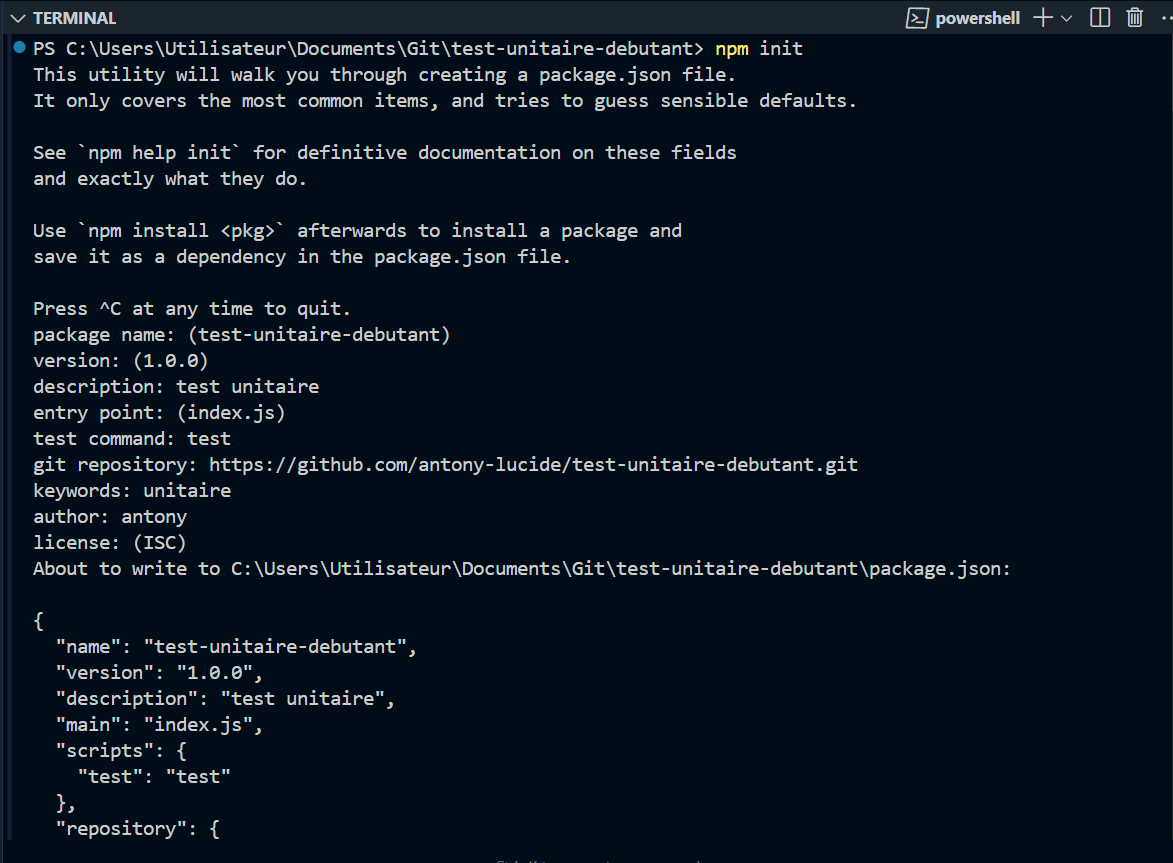 TERMINAL
powershell
PS C:\Users\Utilisateur\Documents\Git\test-unitaire-debutant> npm init
This utility will walk you through creating a package.json file.
It only covers the most common items, and tries to guess sensible defaults.
See `npm help init` for definitive documentation on these fields
and exactly what they do.
Use `npm install <pkg>` afterwards to install a package and
save it as a dependency in the package.json file.
Press ^C at any time to quit.
package name: (test-unitaire-debutant)
version: (1.0.0)
description: test unitaire
entry point: (index.js)
test command: test
git repository: https://github.com/antony-lucide/test-unitaire-debutant.git
keywords: unitaire
author: antony
license: (ISC)
About to write to C:\Users\Utilisateur\Documents\Git\test-unitaire-debutant\package.json:
{
  "name": "test-unitaire-debutant",
  "version": "1.0.0",
  "description": "test unitaire",
  "main": "index.js",
  "scripts": {
    "test": "test"
  },
  "repository": {